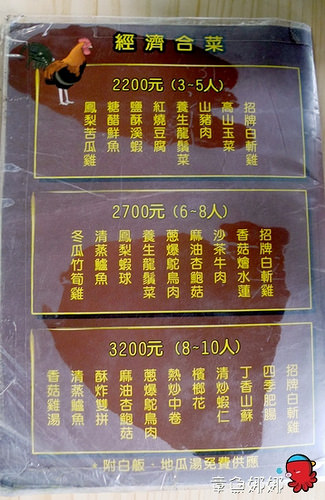 經濟合菜
2200元 (3~5人)
招牌白斬雞
高山玉菜
山豬肉
養生龍鬚菜
紅燒豆腐
鹽酥溪蝦
糖醋鮮魚
鳳梨苦瓜雞
2700元 (6~8人)
招牌白斬雞
香菇燴水蓮
沙茶牛肉
麻油杏鮑菇
蔥爆鴕鳥肉
養生龍鬚菜
鳳梨蝦球
清蒸鱸魚
冬瓜竹筍雞
3200元 (8~10人)
招牌白斬雞
四季肥腸
丁香山蘇
清炒蝦仁
檳榔花
熱炒中卷
蔥爆鴕鳥肉
麻油杏鮑菇
酥炸雙拼
清蒸鱸魚
香菇雞湯
*附白飯、地瓜湯免費供應
章魚娜娜